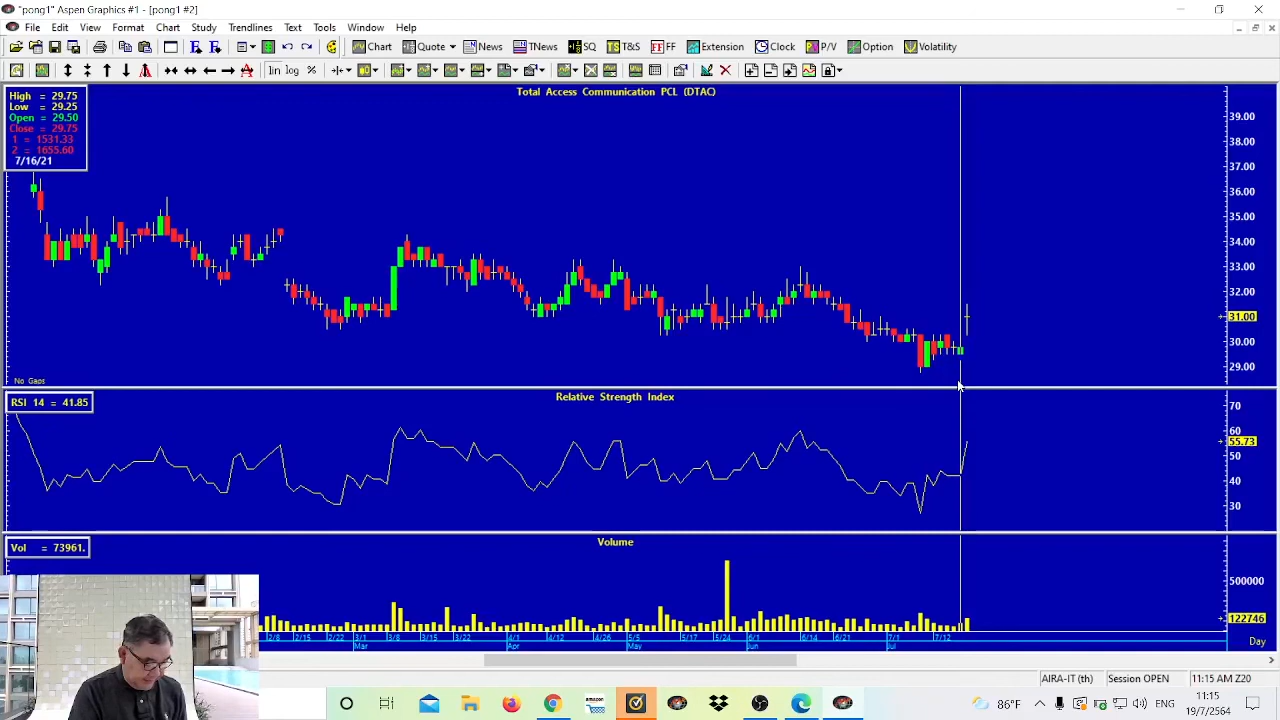 "pong1" Aspen Graphics #1 - [pong1 #2]
File Edit View Format Chart Study Trendlines Text Tools Window Help
Chart Quote News TNews SQ T&S FF Extension Clock P/V Option Volatility
lin log %
Total Access Communication PCL (DTAC)
High = 29.75
Low = 29.25
Open = 29.50
Close = 29.75
1 = 1531.33
2 = 1655.60
7/16/21
39.00
38.00
37.00
36.00
35.00
34.00
33.00
32.00
31.00
30.00
29.00
No Gaps
Relative Strength Index
RSI 14 = 41.85
70
60
55.73
50
40
30
Volume
Vol = 73961.
500000
122746
2/8 2/15 2/22 3/1 3/8 3/15 3/22 4/1 4/12 4/26 5/5 5/17 5/24 6/1 6/14 6/21 7/1 7/12
Mar Apr May Jun Jul Day
AIRA-IT (th) Session OPEN 11:15 AM Z20
amazon
86°F ENG 11:15
19/7/2564